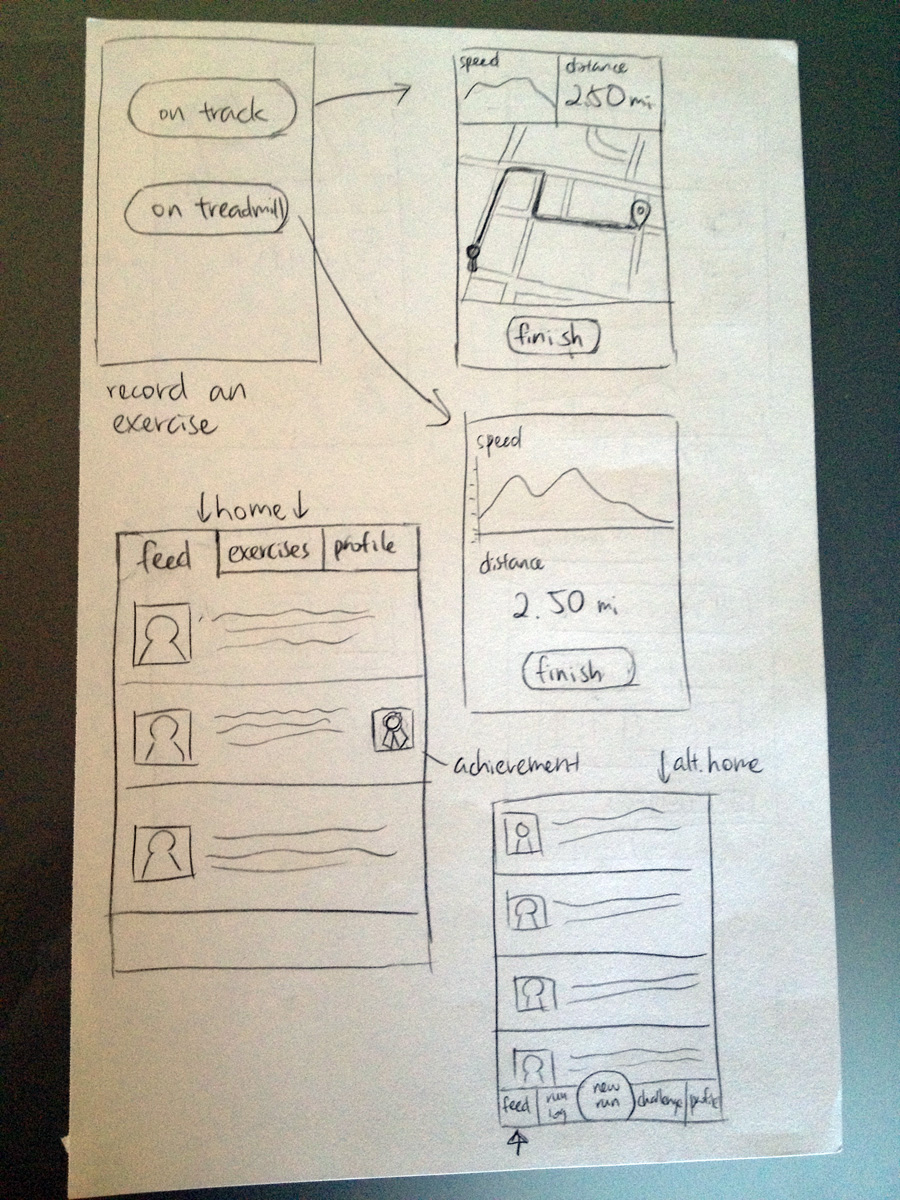 on track
on treadmill
record an
exercise
speed
distance
2.50 mi.
finish
speed
distance
2.50 mi
finish
↓home↓
feed
exercises
profile
achievement
↓alt. home
feed
run
log
new
run
challenge
profile